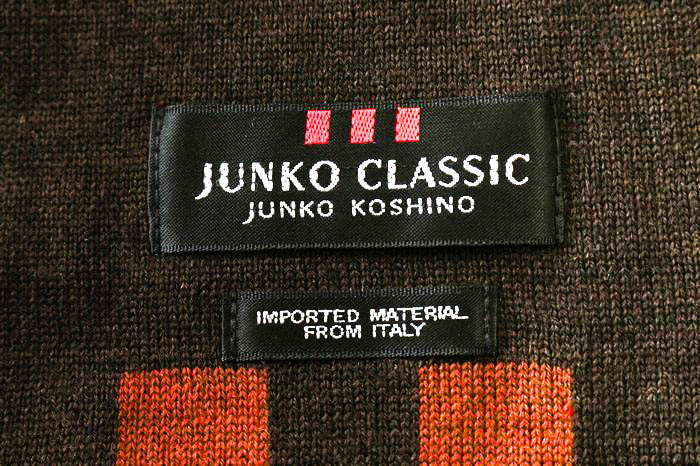 JUNKO CLASSIC
JUNKO KOSHINO
IMPORTED MATERIAL
FROM ITALY